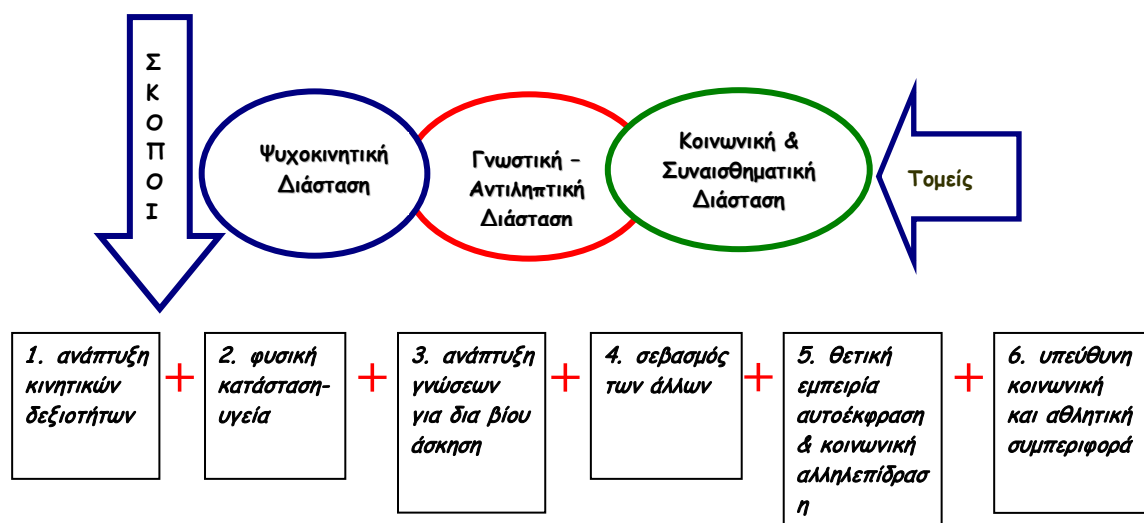 ΣΚΟΠΟΙ
Ψυχοκινητική
Διάσταση
Γνωστική –
Αντιληπτική
Διάσταση
Κοινωνική &
Συναισθηματική
Διάσταση
Τομείς
1. ανάπτυξη
κινητικών
δεξιοτήτων
+
2. φυσική
κατάσταση-
υγεία
+
3. ανάπτυξη
γνώσεων
για δια βίου
άσκηση
+
4. σεβασμός
των άλλων
+
5. θετική
εμπειρία
αυτοέκφραση
& κοινωνική
αλληλεπίδρασ
η
+
6. υπεύθυνη
κοινωνική
και αθλητική
συμπεριφορά